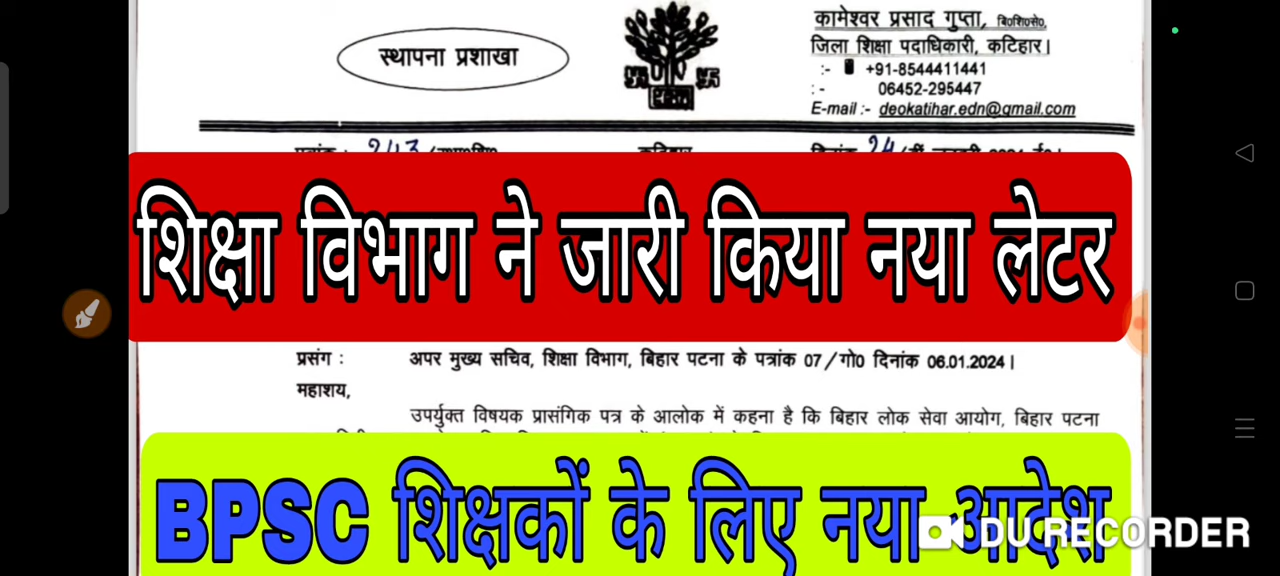 स्थापना प्रशाखा
कामेश्वर प्रसाद गुप्ता, बि०शि०से०,
जिला शिक्षा पदाधिकारी, कटिहार।
:- +91-8544411441
:- 06452-295447
E-mail :- deokatihar.edn@gmail.com
शिक्षा विभाग ने जारी किया नया लेटर
प्रसंग : अपर मुख्य सचिव, शिक्षा विभाग, बिहार पटना के पत्रांक 07/गो0 दिनांक 06.01.2024।
महाशय,
उपर्युक्त विषयक प्रासंगिक पत्र के आलोक में कहना है कि बिहार लोक सेवा आयोग, बिहार पटना
BPSC शिक्षकों के लिए नया आदेश
DU RECORDER